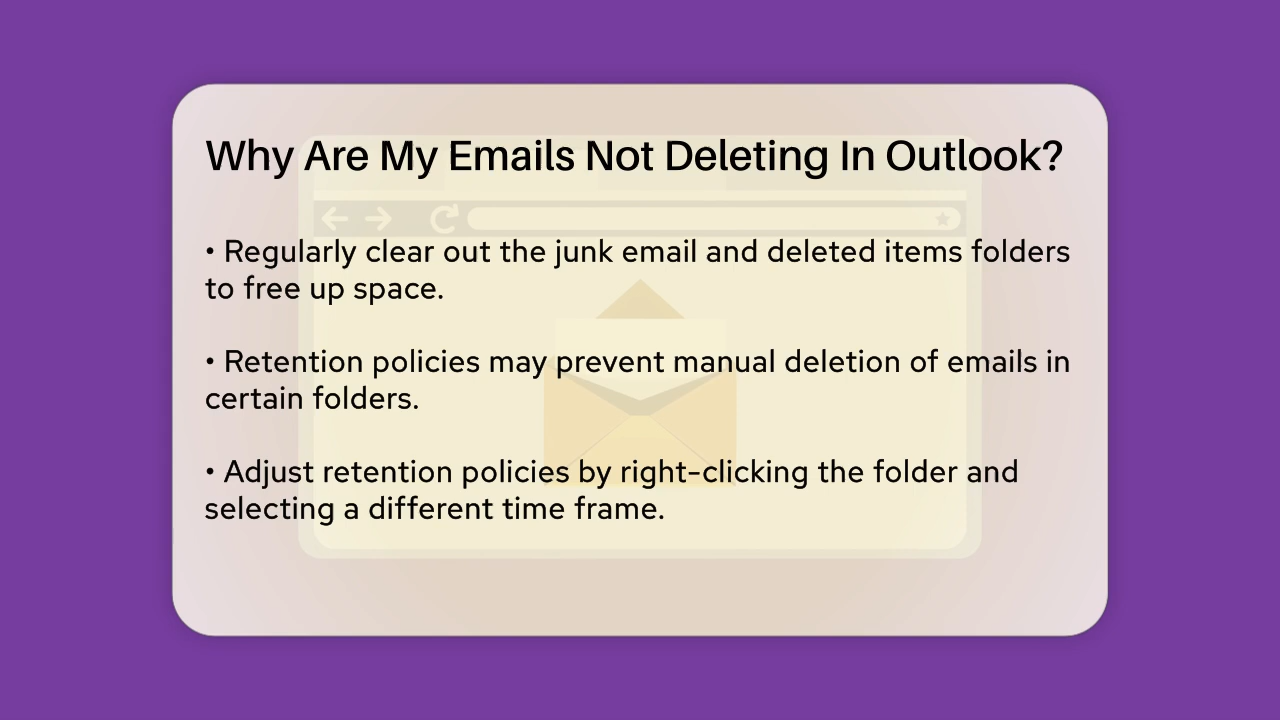 Why Are My Emails Not Deleting In Outlook?
• Regularly clear out the junk email and deleted items folders
to free up space.
• Retention policies may prevent manual deletion of emails in
certain folders.
• Adjust retention policies by right-clicking the folder and
selecting a different time frame.